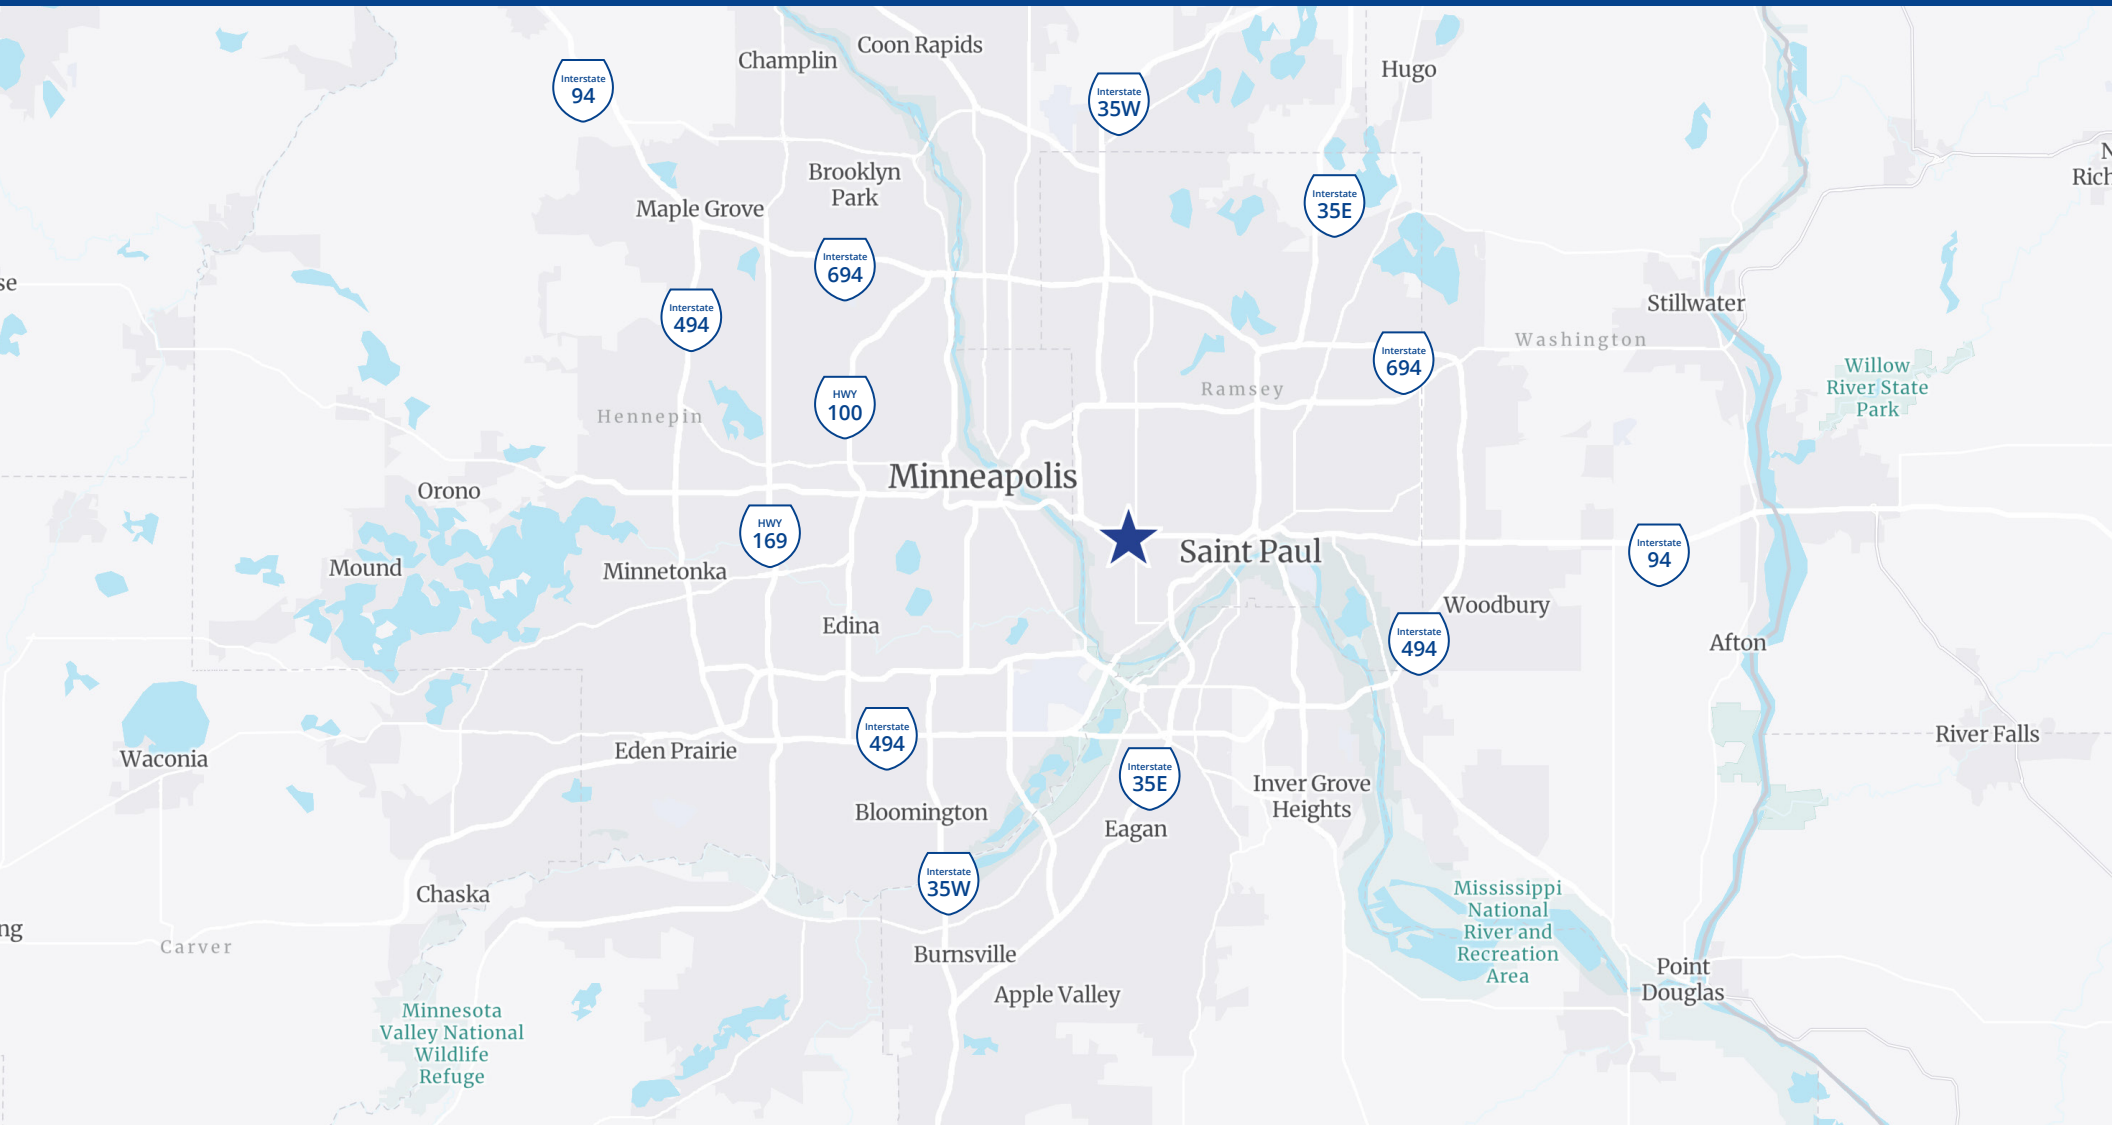 Coon Rapids
Champlin
Hugo
Interstate
94
Interstate
35W
Brooklyn
Park
N
Rich
Maple Grove
Interstate
35E
Interstate
694
se
Interstate
494
Stillwater
Washington
Interstate
694
Willow
River State
Park
Ramsey
HWY
100
Hennepin
Minneapolis
Orono
HWY
169
Saint Paul
Interstate
94
Mound
Minnetonka
Woodbury
Edina
Interstate
494
Afton
Interstate
494
River Falls
Eden Prairie
Waconia
Interstate
35E
Inver Grove
Heights
Bloomington
Eagan
Interstate
35W
Chaska
Mississippi
National
River and
Recreation
Area
ng
Carver
Burnsville
Point
Douglas
Apple Valley
Minnesota
Valley National
Wildlife
Refuge